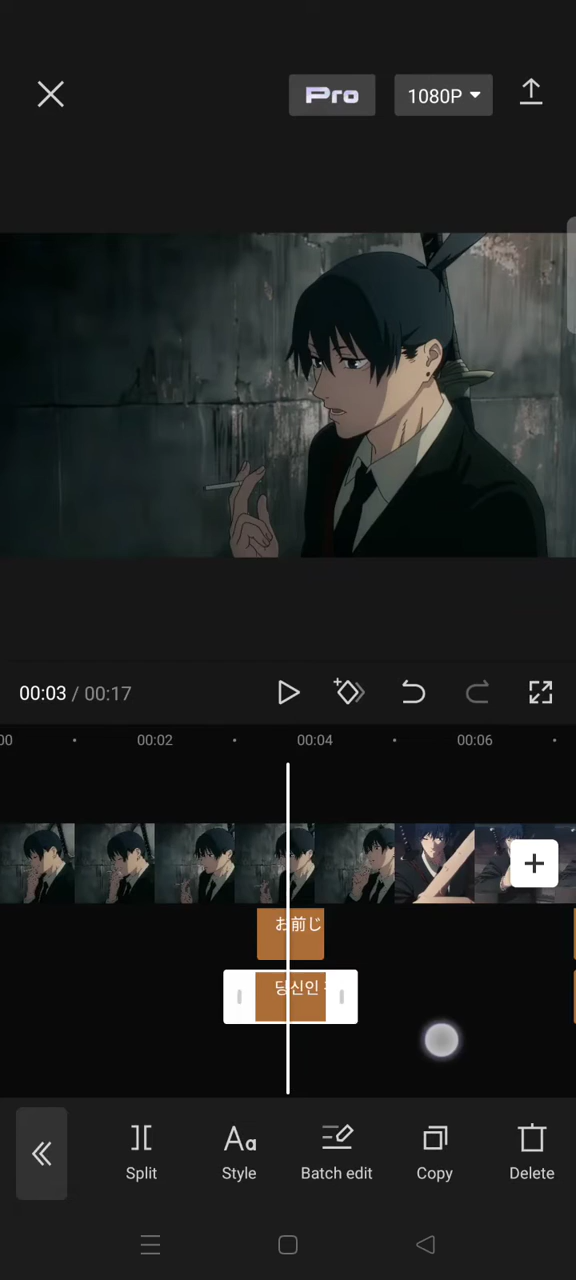 Pro
1080P
00:03 / 00:17
00 00:02 00:04 00:06
お前じ
당신인
Split Style Batch edit Copy Delete